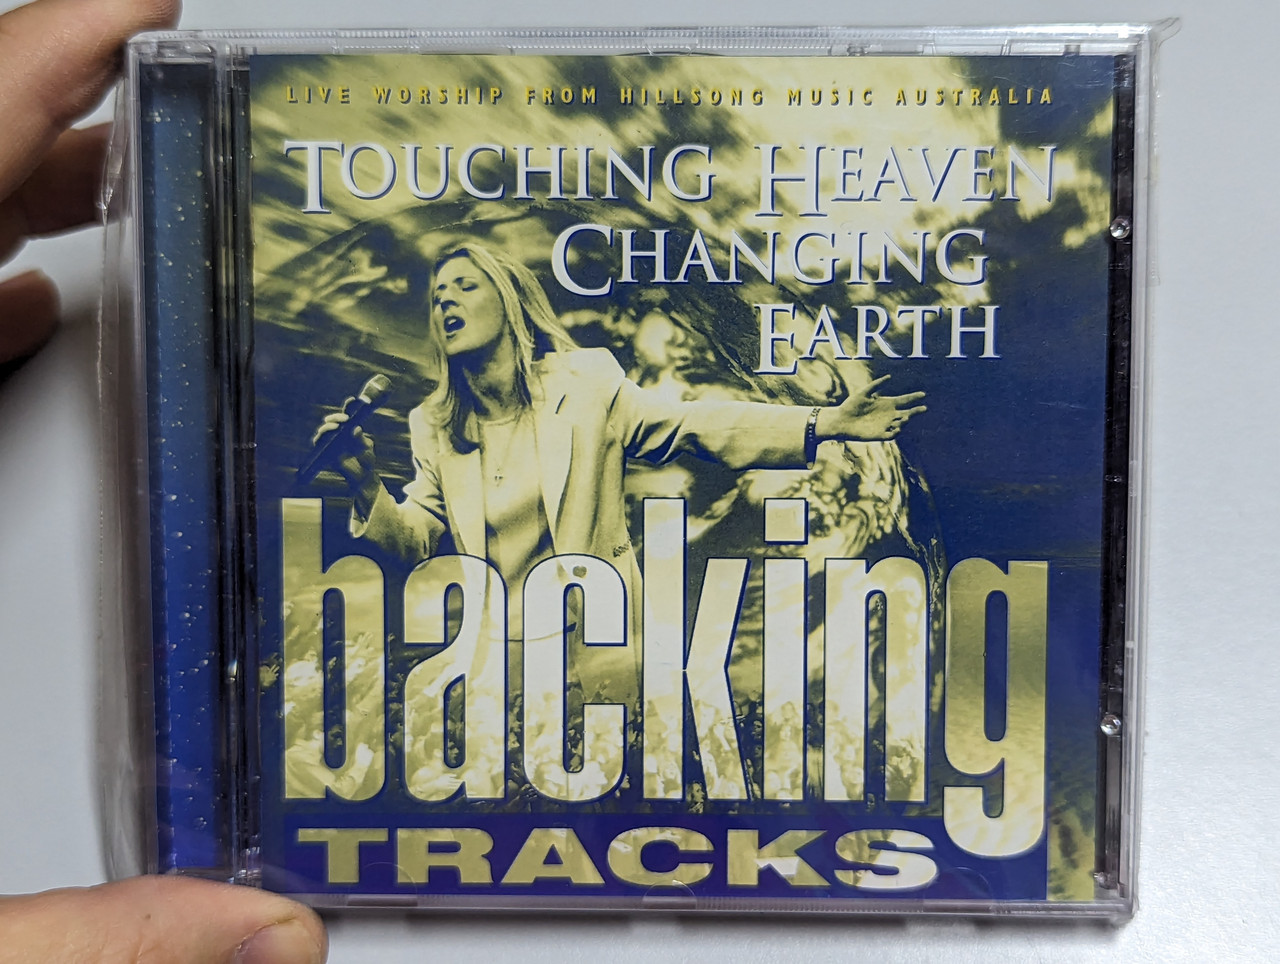 LIVE WORSHIP FROM HILLSONG MUSIC AUSTRALIA
TOUCHING HEAVEN
CHANGING
EARTH
backing
TRACKS